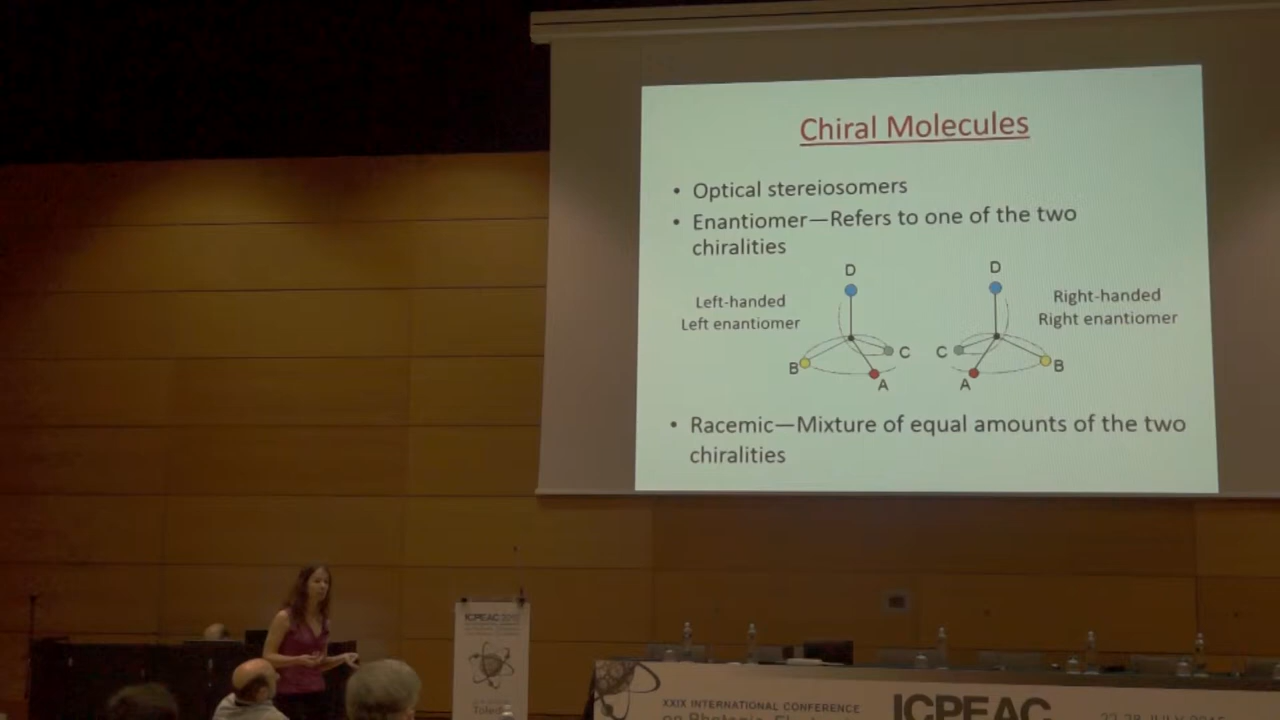 Chiral Molecules
• Optical stereiosomers
• Enantiomer—Refers to one of the two
chiralities
D
D
Left-handed
Left enantiomer
Right-handed
Right enantiomer
B
C
C
B
A
A
• Racemic—Mixture of equal amounts of the two
chiralities
ICPEAC
XXIX INTERNATIONAL CONFERENCE
ICPEAC